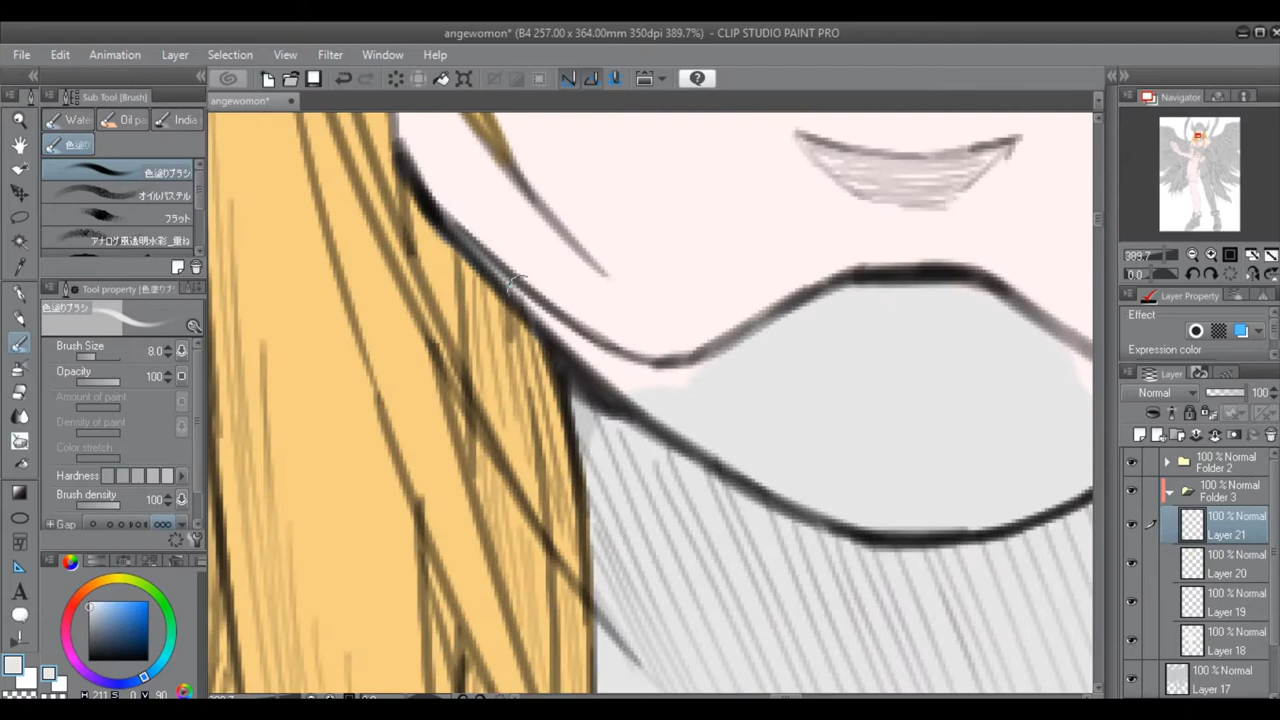 angewomon* (B4 257.00 x 364.00mm 350dpi 389.7%) - CLIP STUDIO PAINT PRO
File Edit Animation Layer Selection View Filter Window Help
Sub Tool [Brush]
angewomon*
Navigator
Water
Oil pa
India
色塗り
色塗りブラシ
オイルパステル
フラット
アナログ風透明水彩_重ね
389.7
0.0
Tool property [色塗りブ
Layer Property
色塗りブラシ
Effect
Expression color
Brush Size 8.0
Opacity 100
Layer
Amount of paint
Normal 100
Density of paint
Color stretch
100 % Normal
Folder 2
Hardness
100 % Normal
Folder 3
Brush density 100
Gap
100 % Normal
Layer 21
100 % Normal
Layer 20
100 % Normal
Layer 19
100 % Normal
Layer 18
100 % Normal
Layer 17
H 211 S 0 V 90